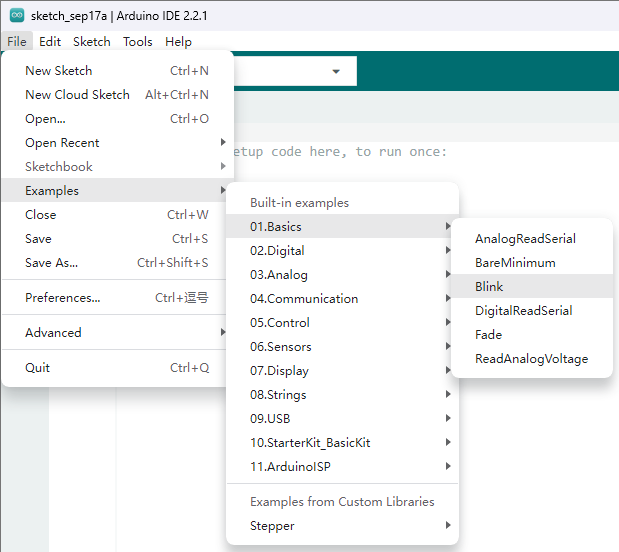 sketch_sep17a | Arduino IDE 2.2.1
File Edit Sketch Tools Help
New Sketch Ctrl+N
New Cloud Sketch Alt+Ctrl+N
Open... Ctrl+O
Open Recent
Sketchbook
Examples
Close Ctrl+W
Save Ctrl+S
Save As... Ctrl+Shift+S
Preferences... Ctrl+逗号
Advanced
Quit Ctrl+Q
etup code here, to run once:
Built-in examples
01.Basics
02.Digital
03.Analog
04.Communication
05.Control
06.Sensors
07.Display
08.Strings
09.USB
10.StarterKit_BasicKit
11.ArduinoISP
Examples from Custom Libraries
Stepper
AnalogReadSerial
BareMinimum
Blink
DigitalReadSerial
Fade
ReadAnalogVoltage